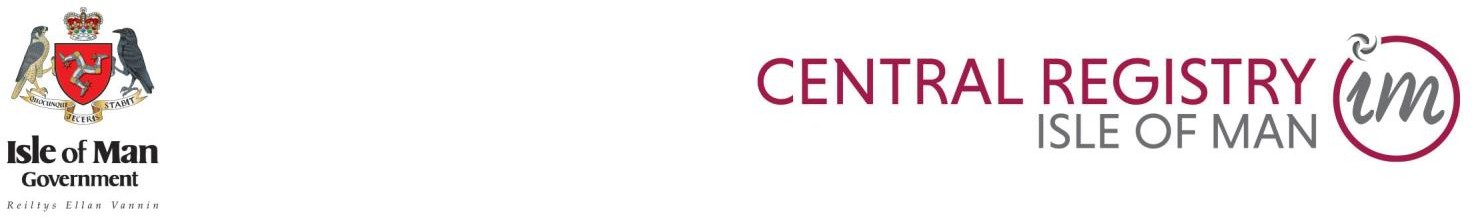 QUOCUNQUE
JECERIS
STABIT
Isle of Man
Government
Reiltys Ellan Vannin
CENTRAL REGISTRY
ISLE OF MAN
im